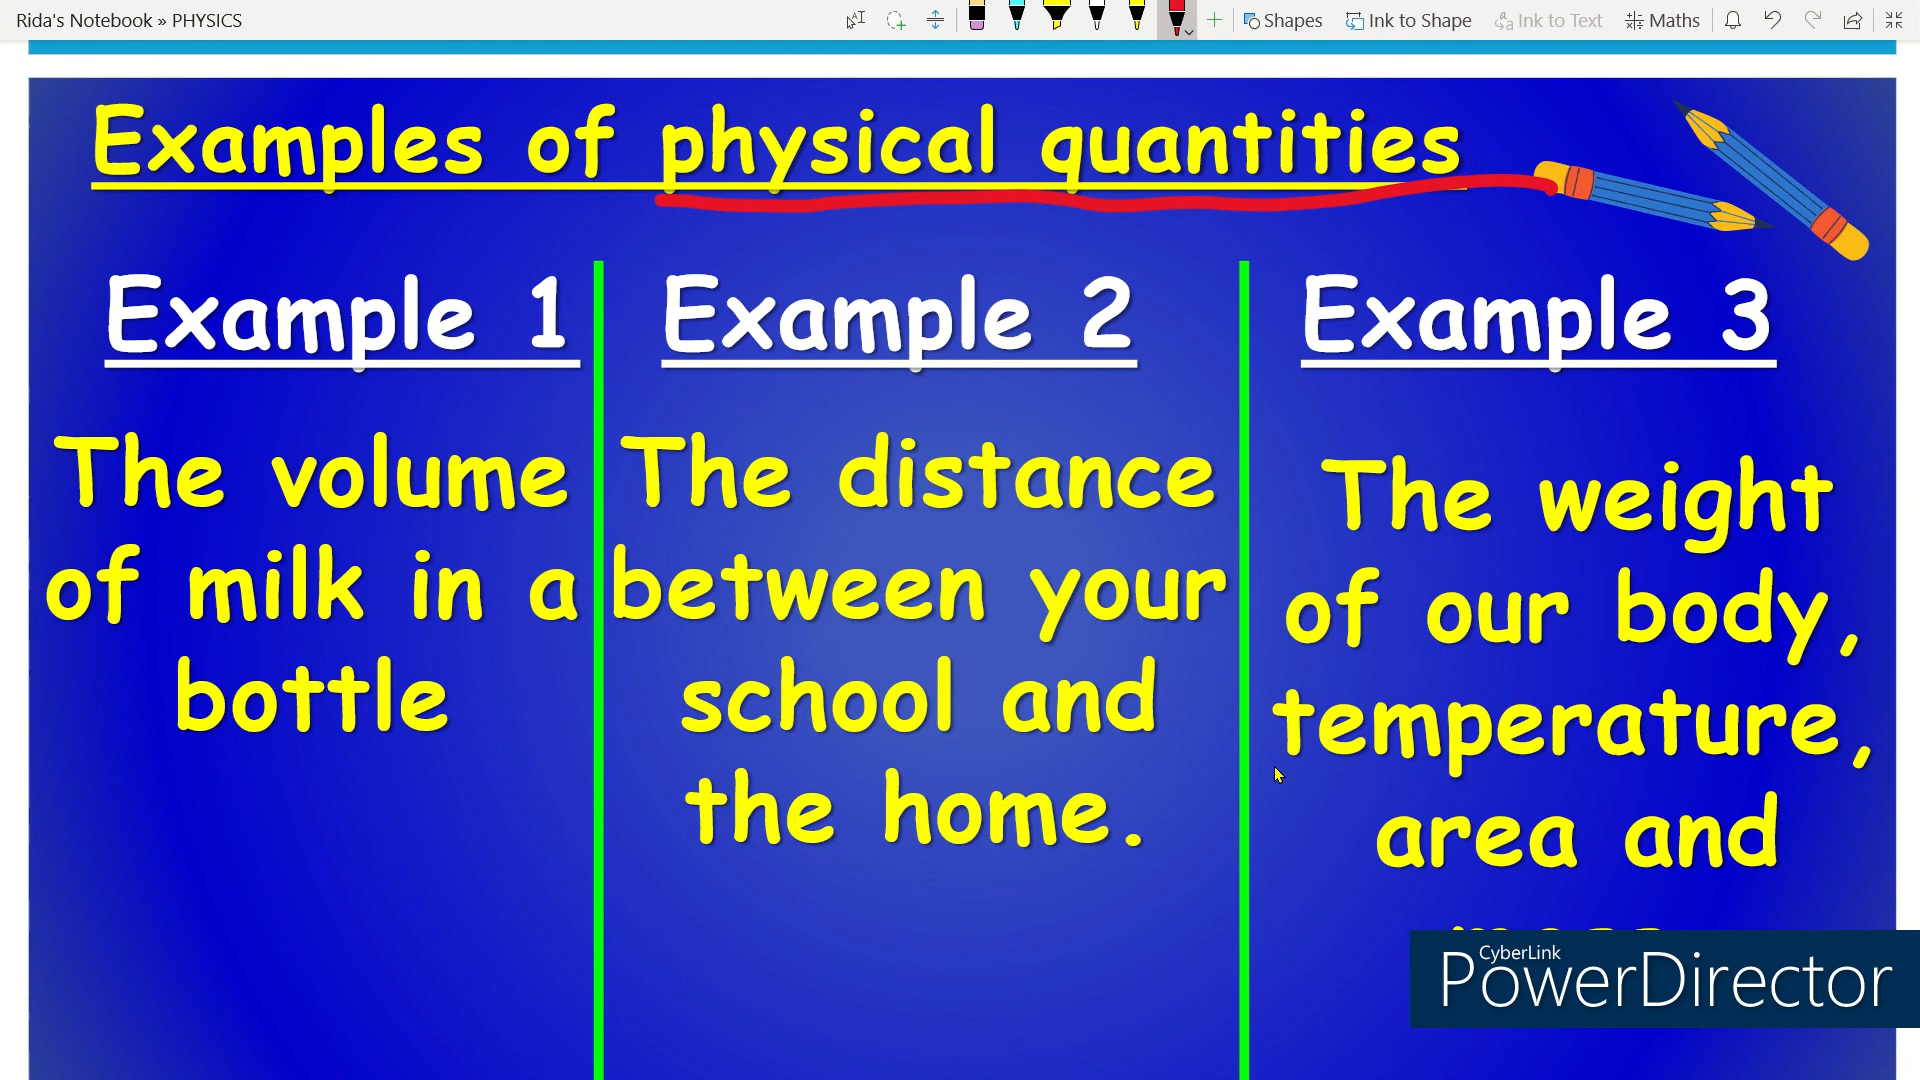 Rida's Notebook » PHYSICS
Shapes
Ink to Shape
Ink to Text
Maths
Examples of physical quantities
Example 1
The volume
of milk in a
bottle
Example 2
The distance
between your
school and
the home.
Example 3
The weight
of our body,
temperature,
area and
CyberLink
PowerDirector